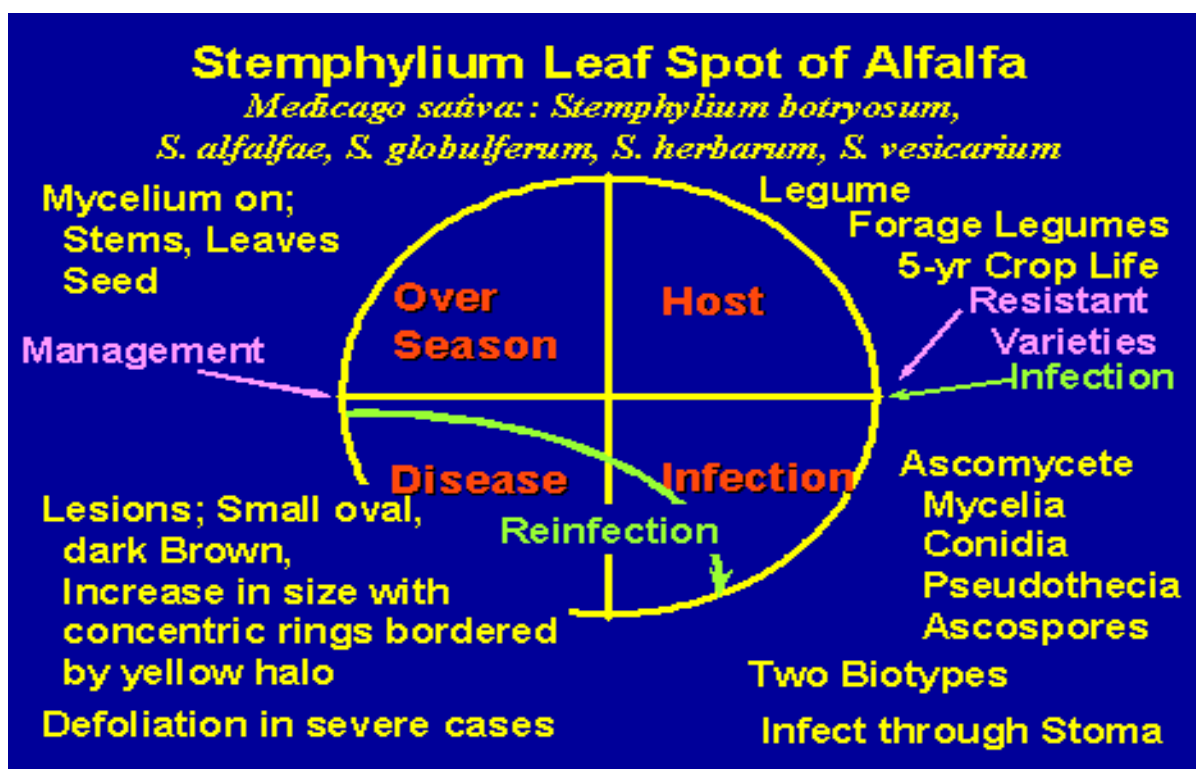 Stemphylium Leaf Spot of Alfalfa
Medicago sativa:: Stemphylium botryosum,
S. alfalfae, S. globulferum, S. herbarum, S. vesicarium
Mycelium on;
Stems, Leaves
Seed
Management
Over
Season
Host
Legume
Forage Legumes
5-yr Crop Life
Resistant
Varieties
Infection
Disease
Infection
Reinfection
Lesions; Small oval,
dark Brown,
Increase in size with
concentric rings bordered
by yellow halo
Defoliation in severe cases
Ascomycete
Mycelia
Conidia
Pseudothecia
Ascospores
Two Biotypes
Infect through Stoma